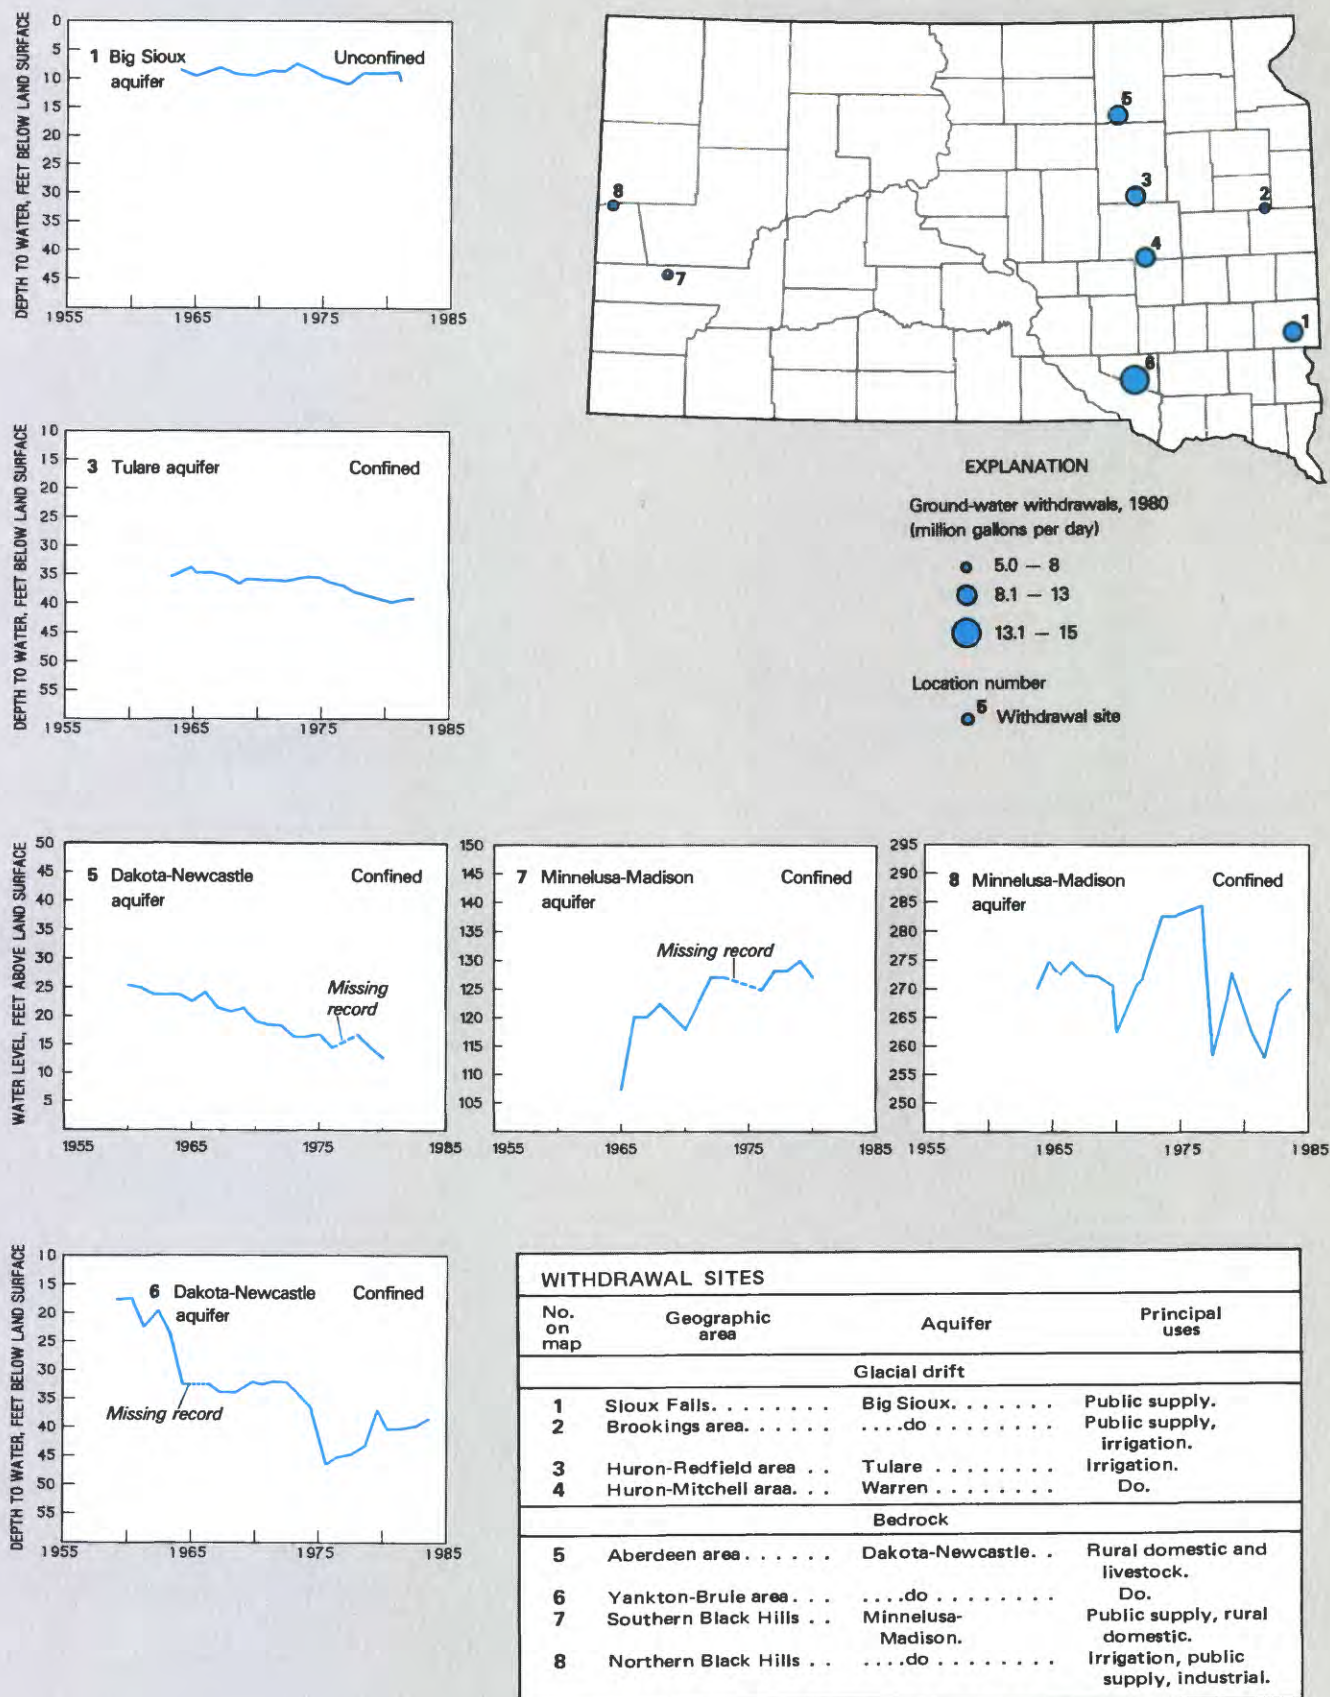 DEPTH TO WATER, FEET BELOW LAND SURFACE
0
5
10
15
20
25
30
35
40
45
1 Big Sioux Unconfined
aquifer
1955 1965 1975 1985
5
3
2
8
4
7
1
6
EXPLANATION
Ground-water withdrawals, 1980
(million gallons per day)
5.0 — 8
8.1 — 13
13.1 — 15
Location number
5 Withdrawal site
DEPTH TO WATER, FEET BELOW LAND SURFACE
10
15
20
25
30
35
40
45
50
55
3 Tulare aquifer Confined
1955 1965 1975 1985
WATER LEVEL, FEET ABOVE LAND SURFACE
50
45
40
35
30
25
20
15
10
5
5 Dakota-Newcastle Confined
aquifer
Missing
record
1955 1965 1975 1985
150
145
140
135
130
125
120
115
110
105
7 Minnelusa-Madison Confined
aquifer
Missing record
1955 1965 1975 1985
295
290
285
280
275
270
265
260
255
250
8 Minnelusa-Madison Confined
aquifer
1955 1965 1975 1985
DEPTH TO WATER, FEET BELOW LAND SURFACE
10
15
20
25
30
35
40
45
50
55
6 Dakota-Newcastle Confined
aquifer
Missing record
1955 1965 1975 1985
WITHDRAWAL SITES
No. on map Geographic area Aquifer Principal uses
Glacial drift
1 Sioux Falls. . . . . . . . Big Sioux. . . . . . . Public supply.
2 Brookings area. . . . . . . . . .do . . . . . . . . Public supply,
irrigation.
3 Huron-Redfield area . . Tulare . . . . . . . . Irrigation.
4 Huron-Mitchell araa. . . Warren . . . . . . . . Do.
Bedrock
5 Aberdeen area . . . . . . Dakota-Newcastle. . Rural domestic and
livestock.
6 Yankton-Brule area . . . . . . .do . . . . . . . . Do.
7 Southern Black Hills . . Minnelusa- Public supply, rural
Madison. domestic.
8 Northern Black Hills . . . . . .do . . . . . . . . Irrigation, public
supply, industrial.